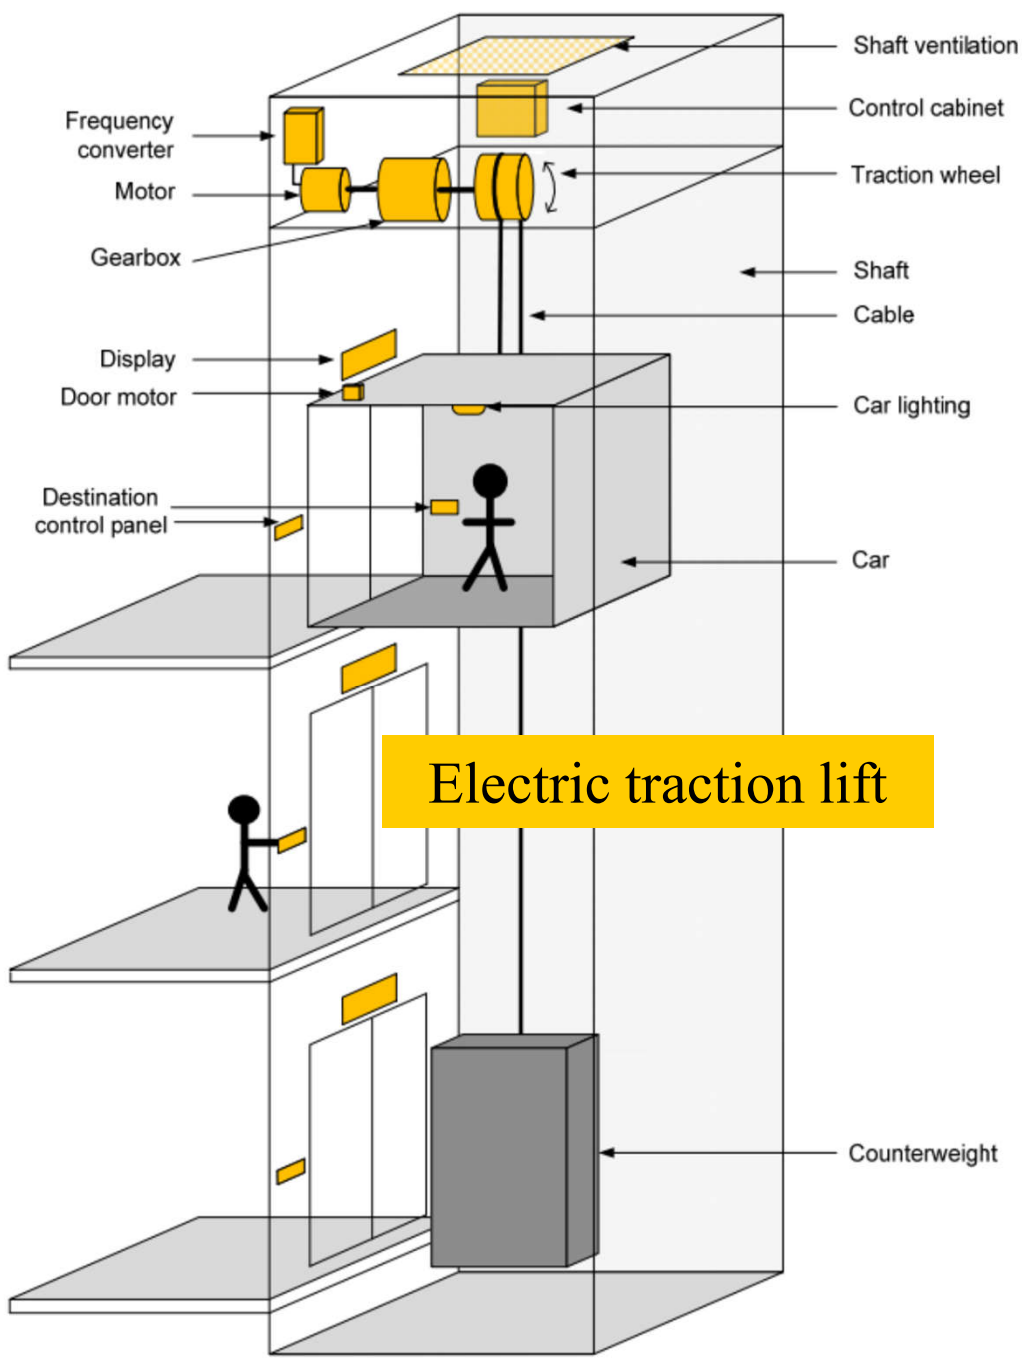 Shaft ventilation
Control cabinet
Frequency
converter
Traction wheel
Motor
Gearbox
Shaft
Cable
Display
Door motor
Car lighting
Destination
control panel
Car
Electric traction lift
Counterweight